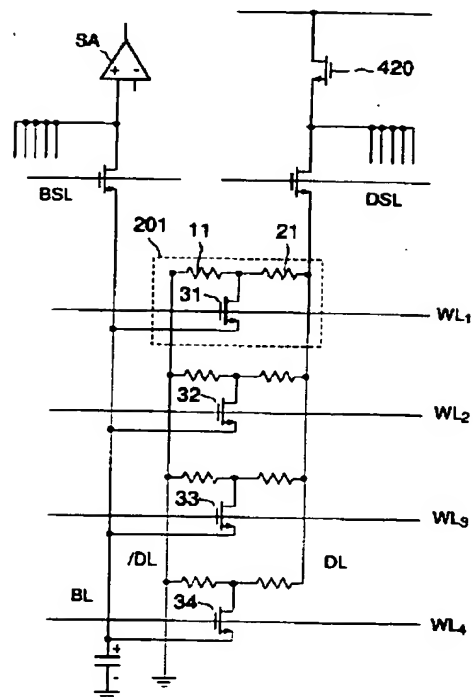 SA
+ -
420
BSL
DSL
201
11
21
31
WL1
32
WL2
33
WL3
/DL
DL
BL
34
WL4
+
-